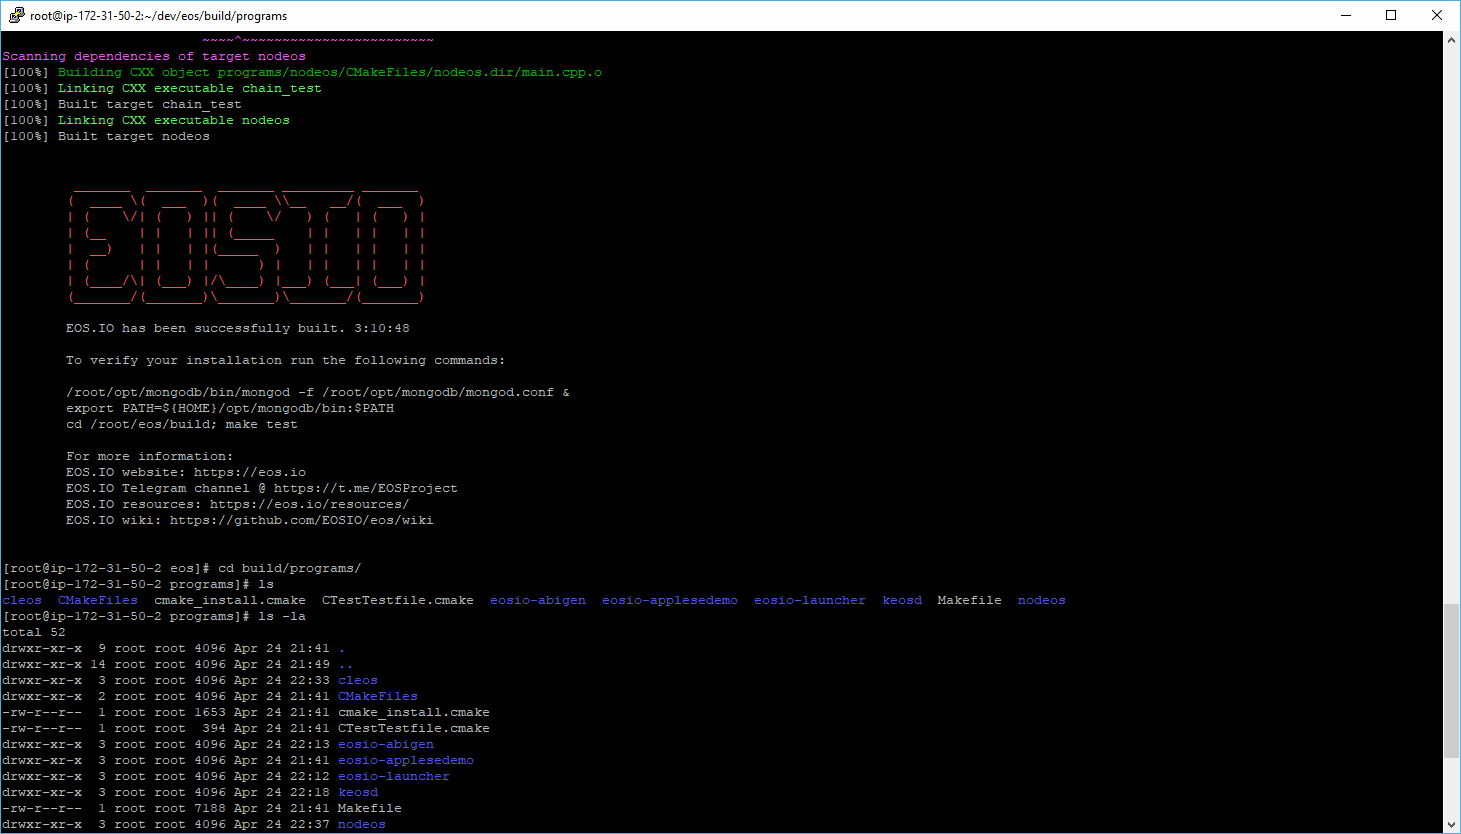 root@ip-172-31-50-2:~/dev/eos/build/programs
~~~~^~~~~~~~~~~~~~~~~~~~~~~~~
Scanning dependencies of target nodeos
[100%] Building CXX object programs/nodeos/CMakeFiles/nodeos.dir/main.cpp.o
[100%] Linking CXX executable chain_test
[100%] Built target chain_test
[100%] Linking CXX executable nodeos
[100%] Built target nodeos
EOSIO
EOS.IO has been successfully built. 3:10:48
To verify your installation run the following commands:
/root/opt/mongodb/bin/mongod -f /root/opt/mongodb/mongod.conf &
export PATH=${HOME}/opt/mongodb/bin:$PATH
cd /root/eos/build; make test
For more information:
EOS.IO website: https://eos.io
EOS.IO Telegram channel @ https://t.me/EOSProject
EOS.IO resources: https://eos.io/resources/
EOS.IO wiki: https://github.com/EOSIO/eos/wiki
[root@ip-172-31-50-2 eos]# cd build/programs/
[root@ip-172-31-50-2 programs]# ls
cleos  CMakeFiles  cmake_install.cmake  CTestTestfile.cmake  eosio-abigen  eosio-applesedemo  eosio-launcher  keosd  Makefile  nodeos
[root@ip-172-31-50-2 programs]# ls -la
total 52
drwxr-xr-x  9 root root 4096 Apr 24 21:41 .
drwxr-xr-x 14 root root 4096 Apr 24 21:49 ..
drwxr-xr-x  3 root root 4096 Apr 24 22:33 cleos
drwxr-xr-x  2 root root 4096 Apr 24 21:41 CMakeFiles
-rw-r--r--  1 root root 1653 Apr 24 21:41 cmake_install.cmake
-rw-r--r--  1 root root  394 Apr 24 21:41 CTestTestfile.cmake
drwxr-xr-x  3 root root 4096 Apr 24 22:13 eosio-abigen
drwxr-xr-x  3 root root 4096 Apr 24 21:41 eosio-applesedemo
drwxr-xr-x  3 root root 4096 Apr 24 22:12 eosio-launcher
drwxr-xr-x  3 root root 4096 Apr 24 22:18 keosd
-rw-r--r--  1 root root 7188 Apr 24 21:41 Makefile
drwxr-xr-x  3 root root 4096 Apr 24 22:37 nodeos